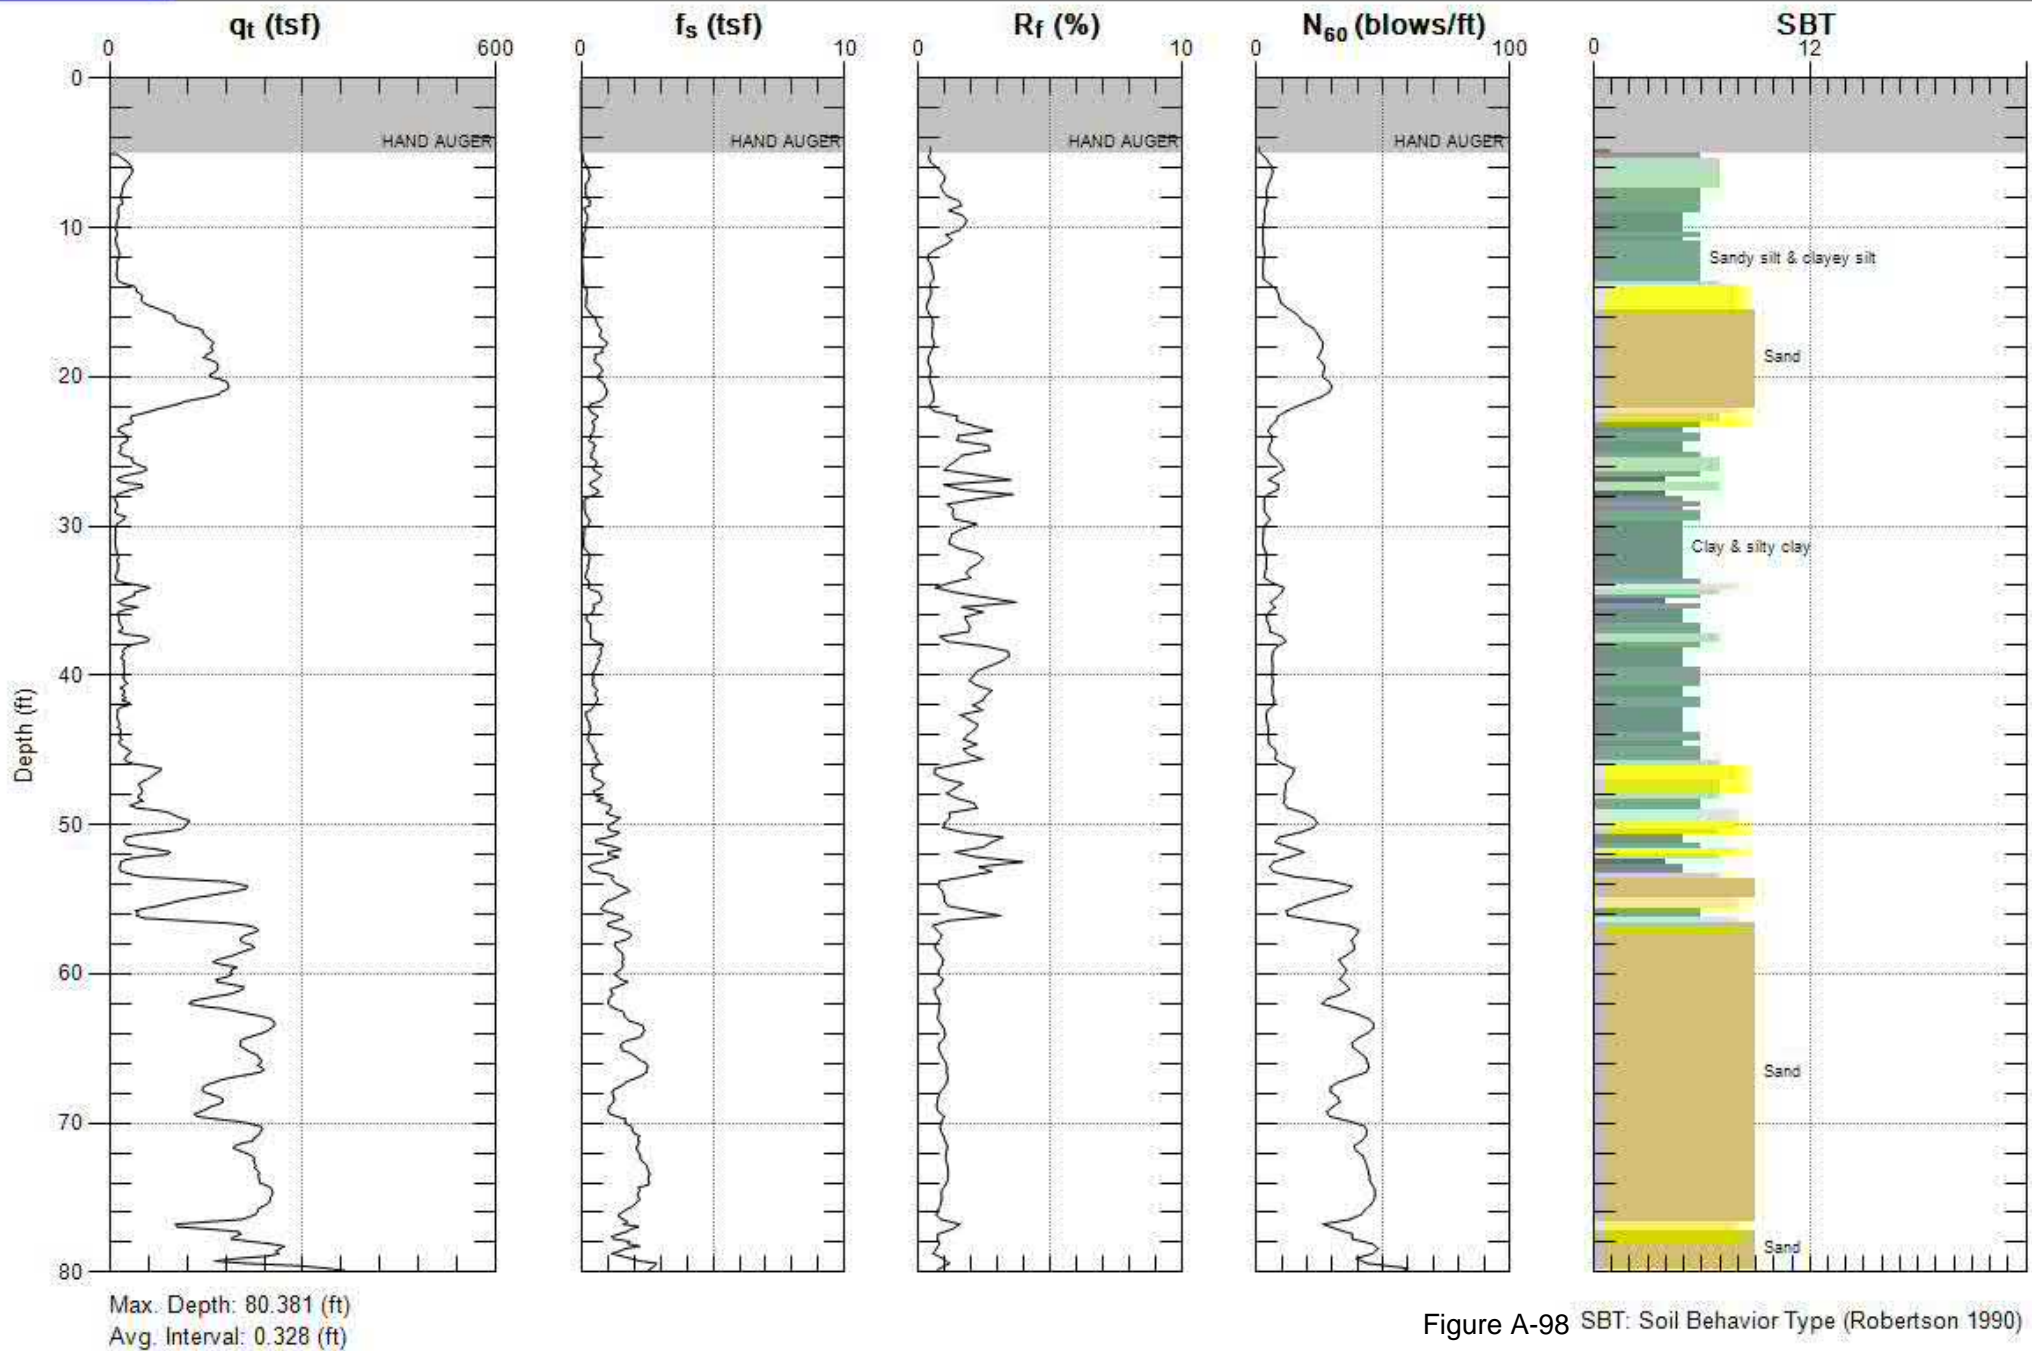 qt (tsf) fs (tsf) Rf (%) N60 (blows/ft) SBT
0 600 0 10 0 10 0 100 0 12
0
HAND AUGER HAND AUGER HAND AUGER HAND AUGER
10
Sandy silt & clayey silt
Sand
20
30
Clay & silty clay
40
Depth (ft)
50
60
Sand
70
Sand
80
Max. Depth: 80.381 (ft)
Avg. Interval: 0.328 (ft)
Figure A-98 SBT: Soil Behavior Type (Robertson 1990)